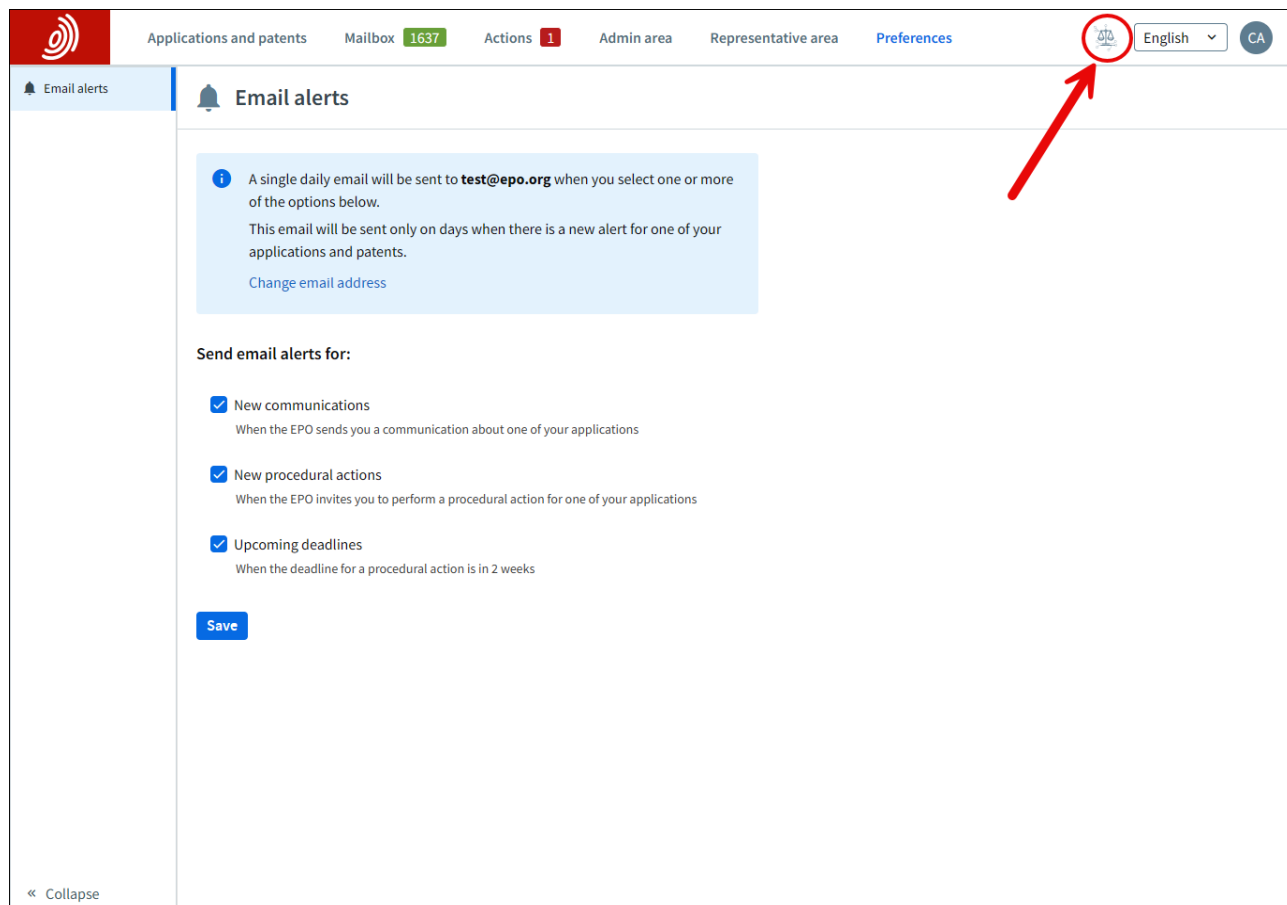 Applications and patents Mailbox 1637 Actions 1 Admin area Representative area Preferences English CA
Email alerts
Email alerts
A single daily email will be sent to test@epo.org when you select one or more
of the options below.
This email will be sent only on days when there is a new alert for one of your
applications and patents.
Change email address
Send email alerts for:
New communications
When the EPO sends you a communication about one of your applications
New procedural actions
When the EPO invites you to perform a procedural action for one of your applications
Upcoming deadlines
When the deadline for a procedural action is in 2 weeks
Save
« Collapse